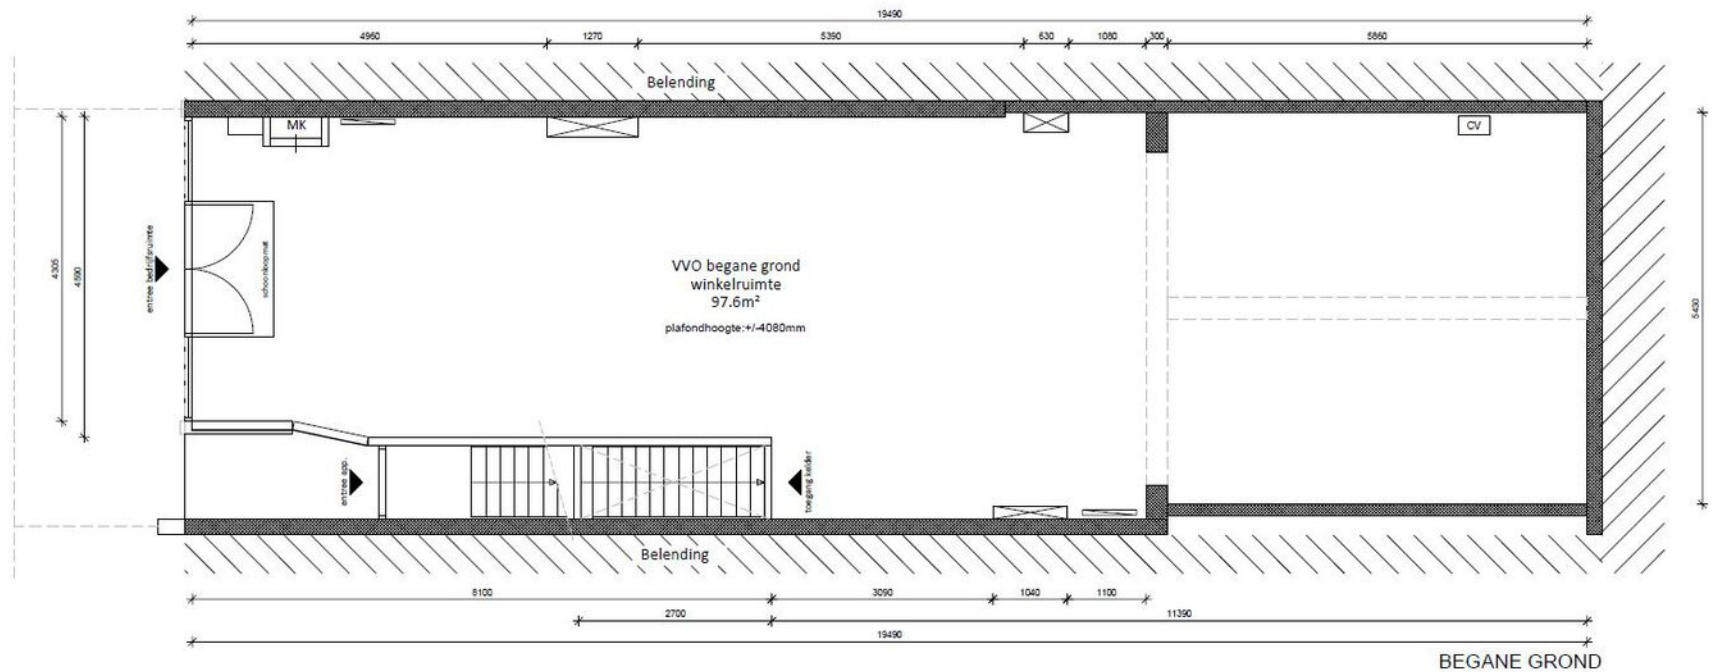 19490
4960 1270 5390 630 1080 300 5860
Belending
MK
CV
4305
4590
entree bedrijfsruimte
schoonloopmat
VVO begane grond
winkelruimte
97.6m²
plafondhoogte:+/-4080mm
5430
entree app.
toegang kelder
Belending
8100 3090 1040 1100
2700 11390
19490
BEGANE GROND